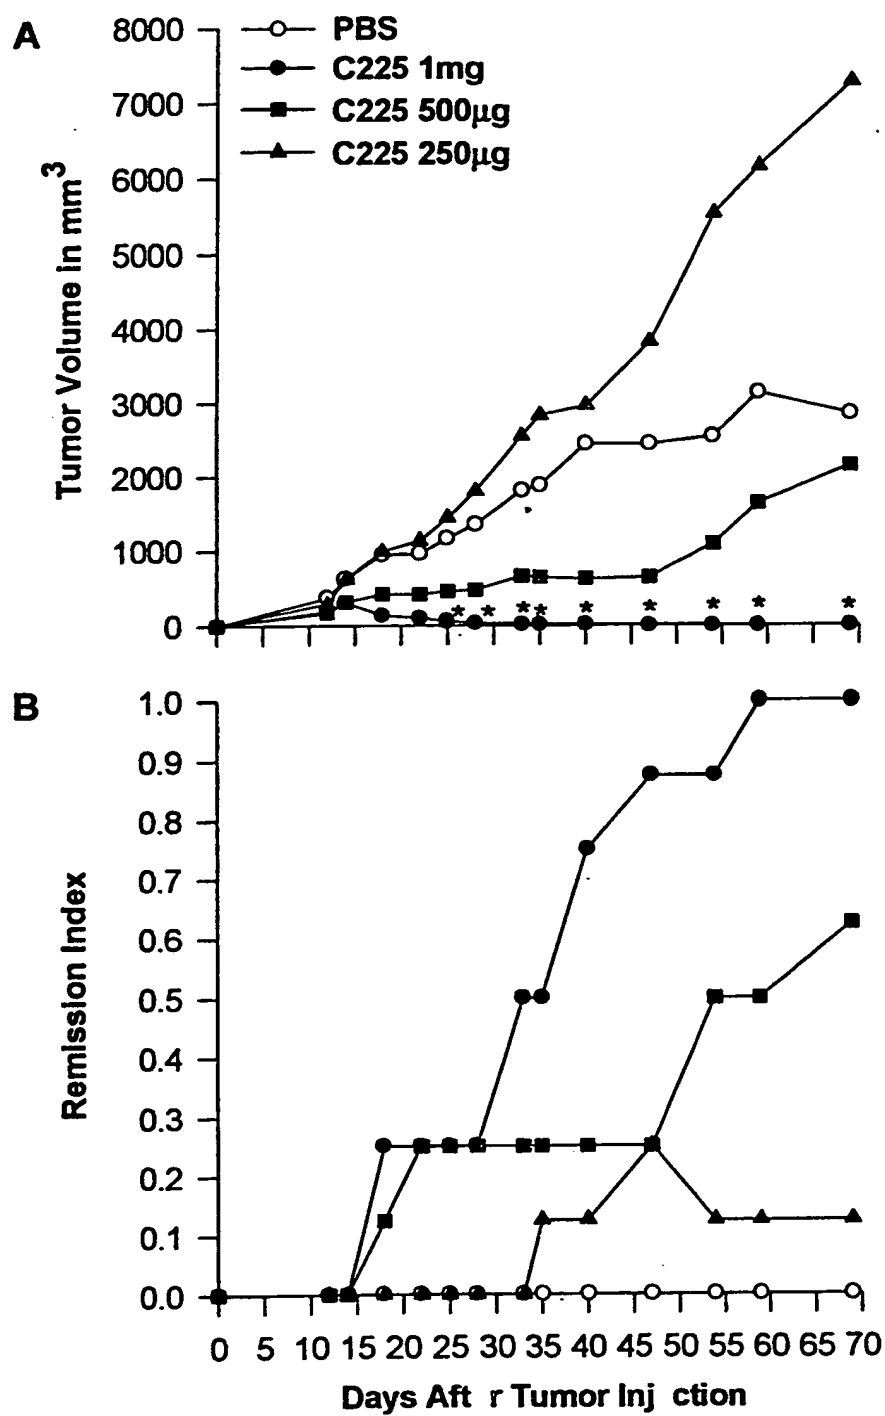 A
8000
7000
6000
5000
4000
3000
2000
1000
0
Tumor Volume in mm³
PBS
C225 1mg
C225 500µg
C225 250µg
* * * * * * * * *
B
1.0
0.9
0.8
0.7
0.6
0.5
0.4
0.3
0.2
0.1
0.0
Remission Index
0 5 10 15 20 25 30 35 40 45 50 55 60 65 70
Days Aft r Tumor Inj ction